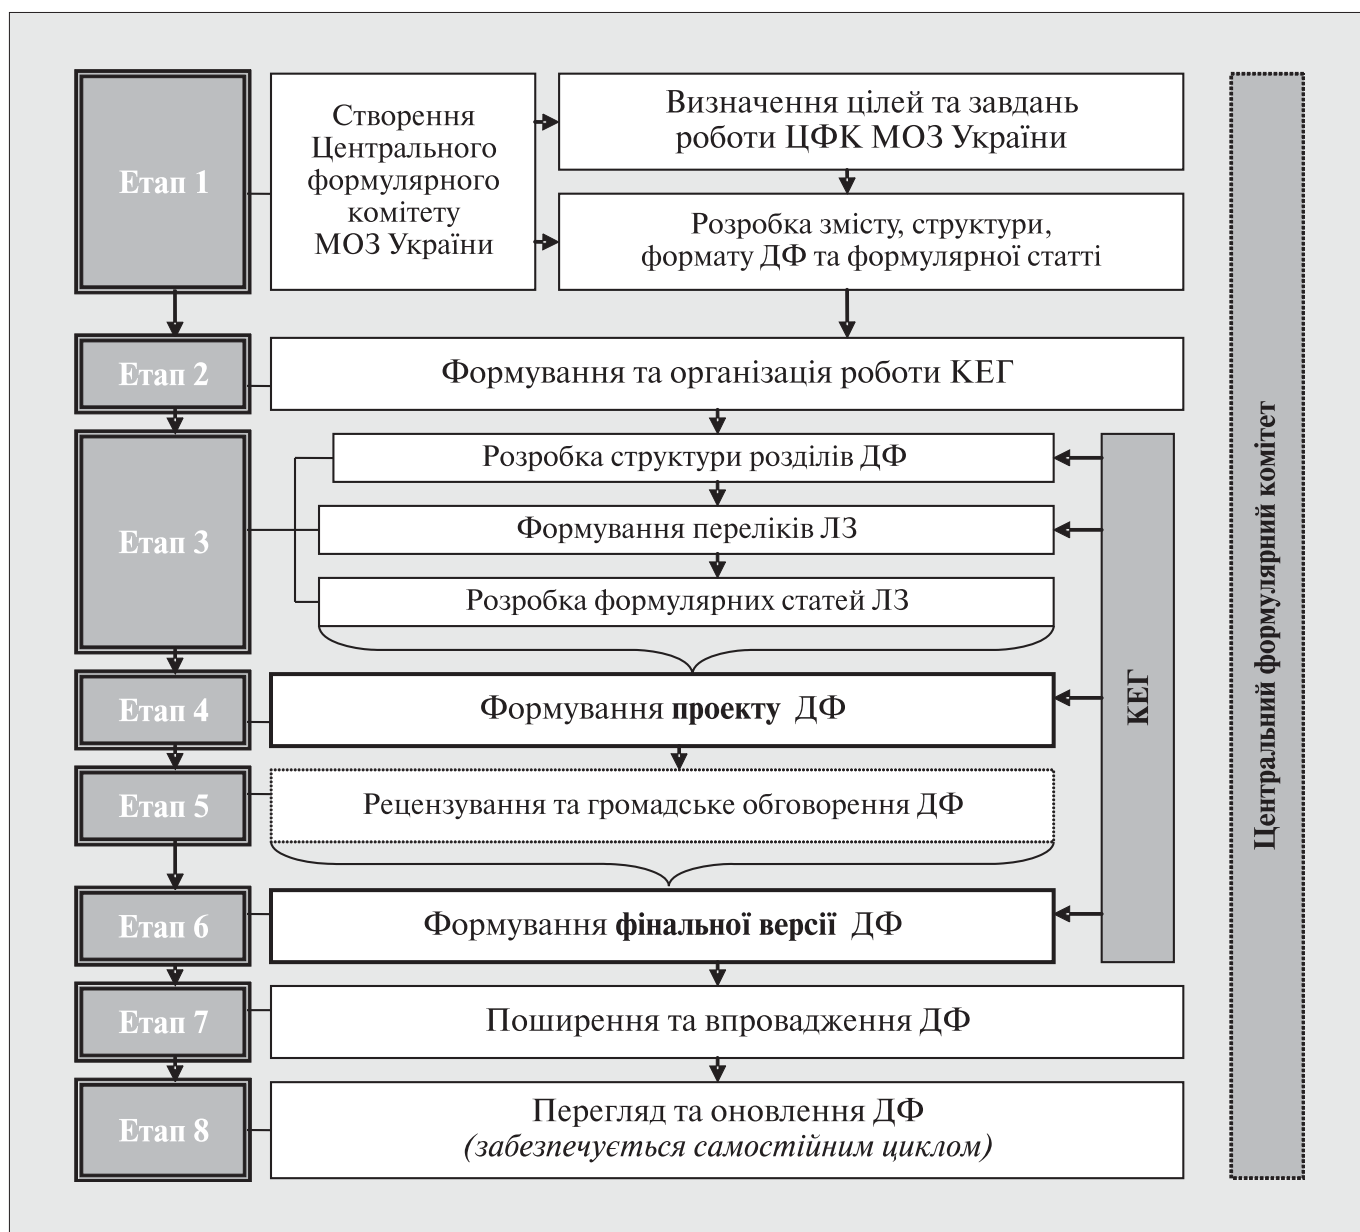 Етап 1
Створення
Центрального
формулярного
комітету
МОЗ України
Визначення цілей та завдань
роботи ЦФК МОЗ України
Розробка змісту, структури,
формату ДФ та формулярної статті
Етап 2
Формування та організація роботи КЕГ
Етап 3
Розробка структури розділів ДФ
Формування переліків ЛЗ
Розробка формулярних статей ЛЗ
Етап 4
Формування проекту ДФ
Етап 5
Рецензування та громадське обговорення ДФ
Етап 6
Формування фінальної версії ДФ
Етап 7
Поширення та впровадження ДФ
Етап 8
Перегляд та оновлення ДФ
(забезпечується самостійним циклом)
КЕГ
Центральний формулярний комітет